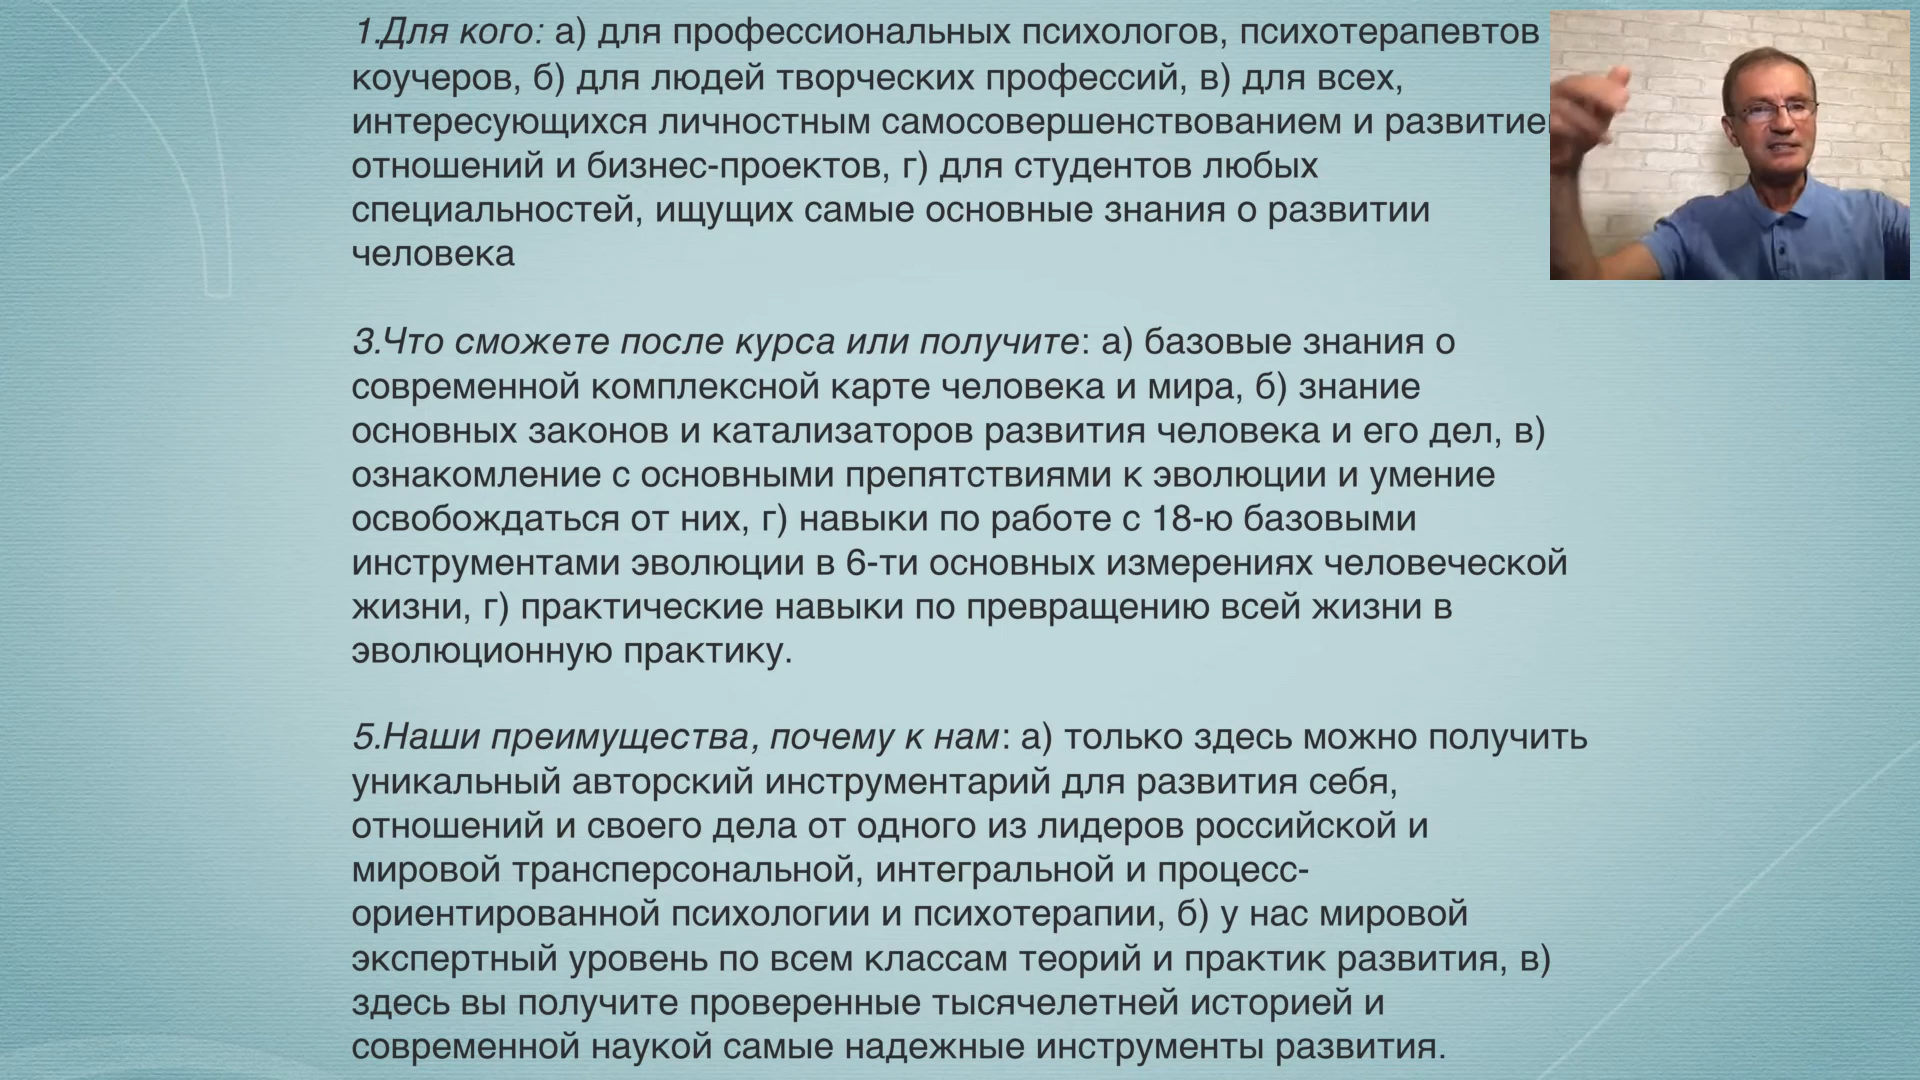 1.Для кого: а) для профессиональных психологов, психотерапевтов
коучеров, б) для людей творческих профессий, в) для всех,
интересующихся личностным самосовершенствованием и
отношений и бизнес-проектов, г) для студентов любых
специальностей, ищущих самые основные знания о развитии
человека
3.Что сможете после курса или получите: а) базовые знания о
современной комплексной карте человека и мира, б) знание
основных законов и катализаторов развития человека и его дел, в)
ознакомление с основными препятствиями к эволюции и умение
освобождаться от них, г) навыки по работе с 18-ю базовыми
инструментами эволюции в 6-ти основных измерениях человеческой
жизни, г) практические навыки по превращению всей жизни в
эволюционную практику.
5.Наши преимущества, почему к нам: а) только здесь можно получить
уникальный авторский инструментарий для развития себя,
отношений и своего дела от одного из лидеров российской и
мировой трансперсональной, интегральной и процесс-
ориентированной психологии и психотерапии, б) у нас мировой
экспертный уровень по всем классам теорий и практик развития, в)
здесь вы получите проверенные тысячелетней историей и
современной наукой самые надежные инструменты развития.